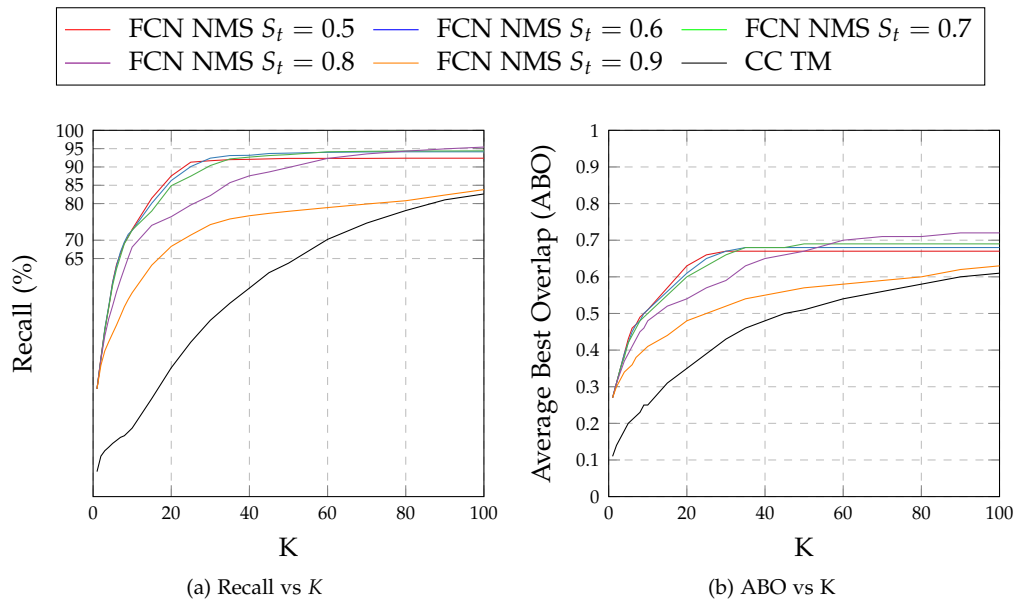 FCN NMS S_t = 0.5 FCN NMS S_t = 0.6 FCN NMS S_t = 0.7
FCN NMS S_t = 0.8 FCN NMS S_t = 0.9 CC TM
Recall (%)
100
95
90
85
80
70
65
0 20 40 60 80 100
K
(a) Recall vs K
Average Best Overlap (ABO)
1
0.9
0.8
0.7
0.6
0.5
0.4
0.3
0.2
0.1
0
0 20 40 60 80 100
K
(b) ABO vs K